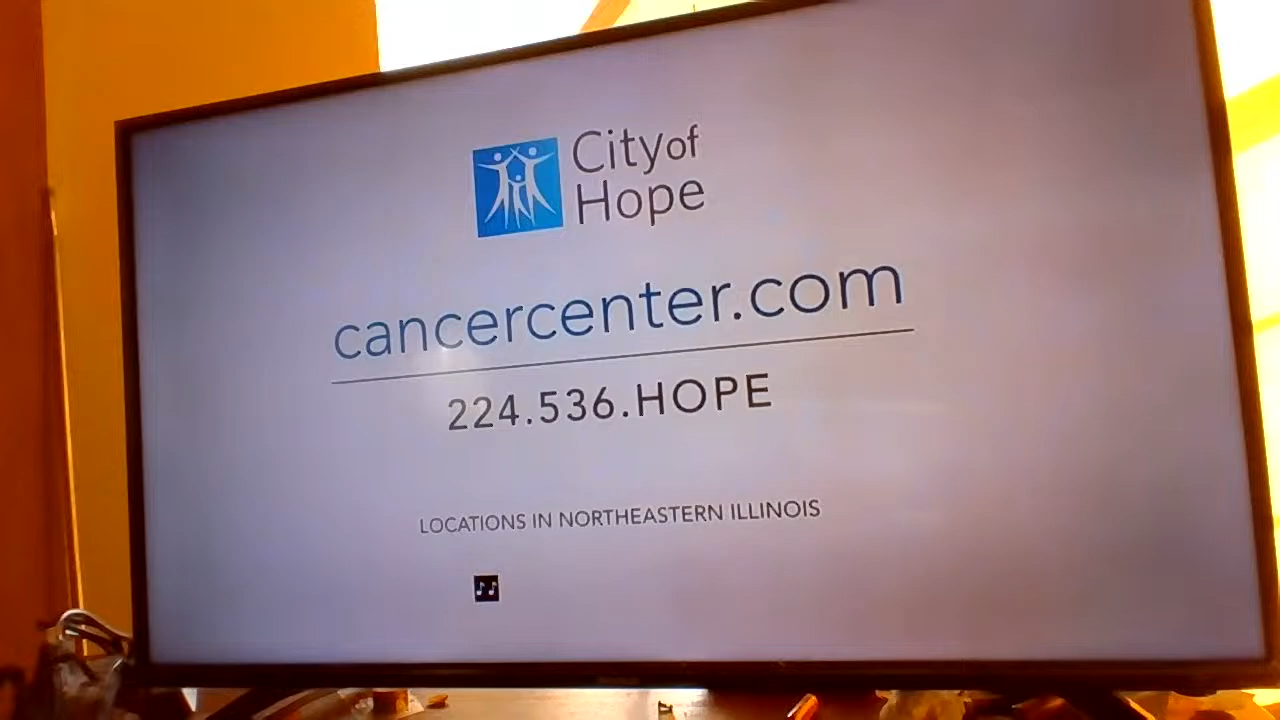 City of
Hope
cancercenter.com
224.536.HOPE
LOCATIONS IN NORTHEASTERN ILLINOIS
♪♪